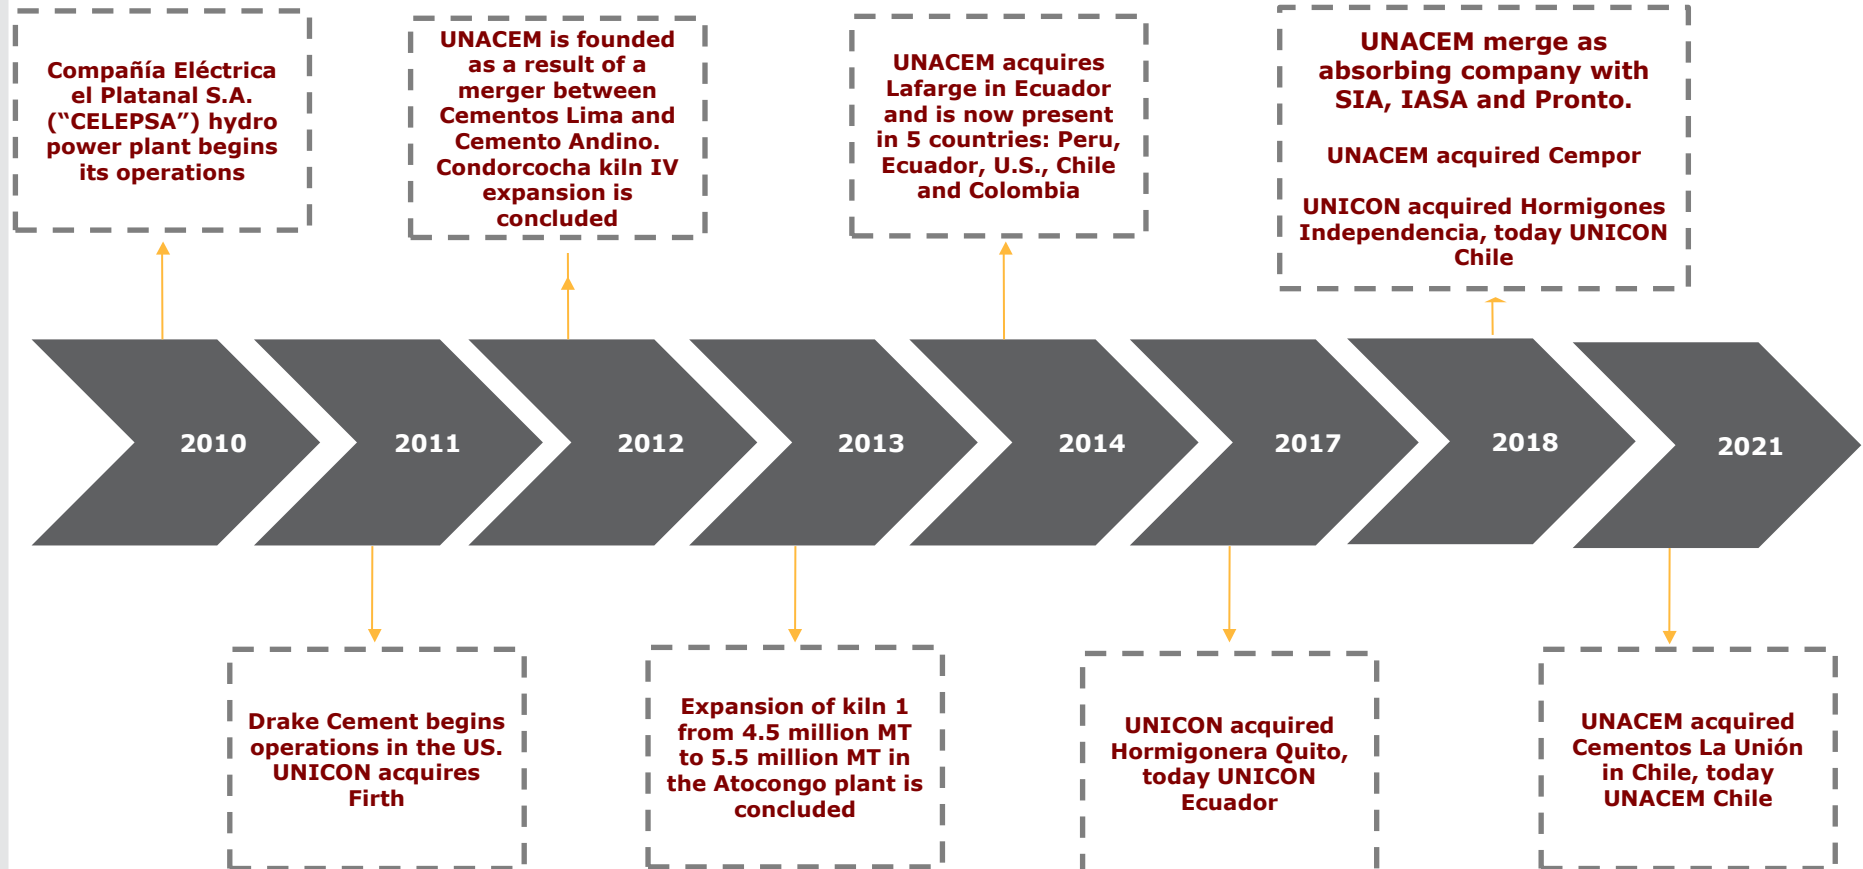 Compañía Eléctrica
el Platanal S.A.
(“CELEPSA”) hydro
power plant begins
its operations
UNACEM is founded
as a result of a
merger between
Cementos Lima and
Cemento Andino.
Condorcocha kiln IV
expansion is
concluded
UNACEM acquires
Lafarge in Ecuador
and is now present
in 5 countries: Peru,
Ecuador, U.S., Chile
and Colombia
UNACEM merge as
absorbing company with
SIA, IASA and Pronto.
UNACEM acquired Cempor
UNICON acquired Hormigones
Independencia, today UNICON
Chile
2010
2011
2012
2013
2014
2017
2018
2021
Drake Cement begins
operations in the US.
UNICON acquires
Firth
Expansion of kiln 1
from 4.5 million MT
to 5.5 million MT in
the Atocongo plant is
concluded
UNICON acquired
Hormigonera Quito,
today UNICON
Ecuador
UNACEM acquired
Cementos La Unión
in Chile, today
UNACEM Chile